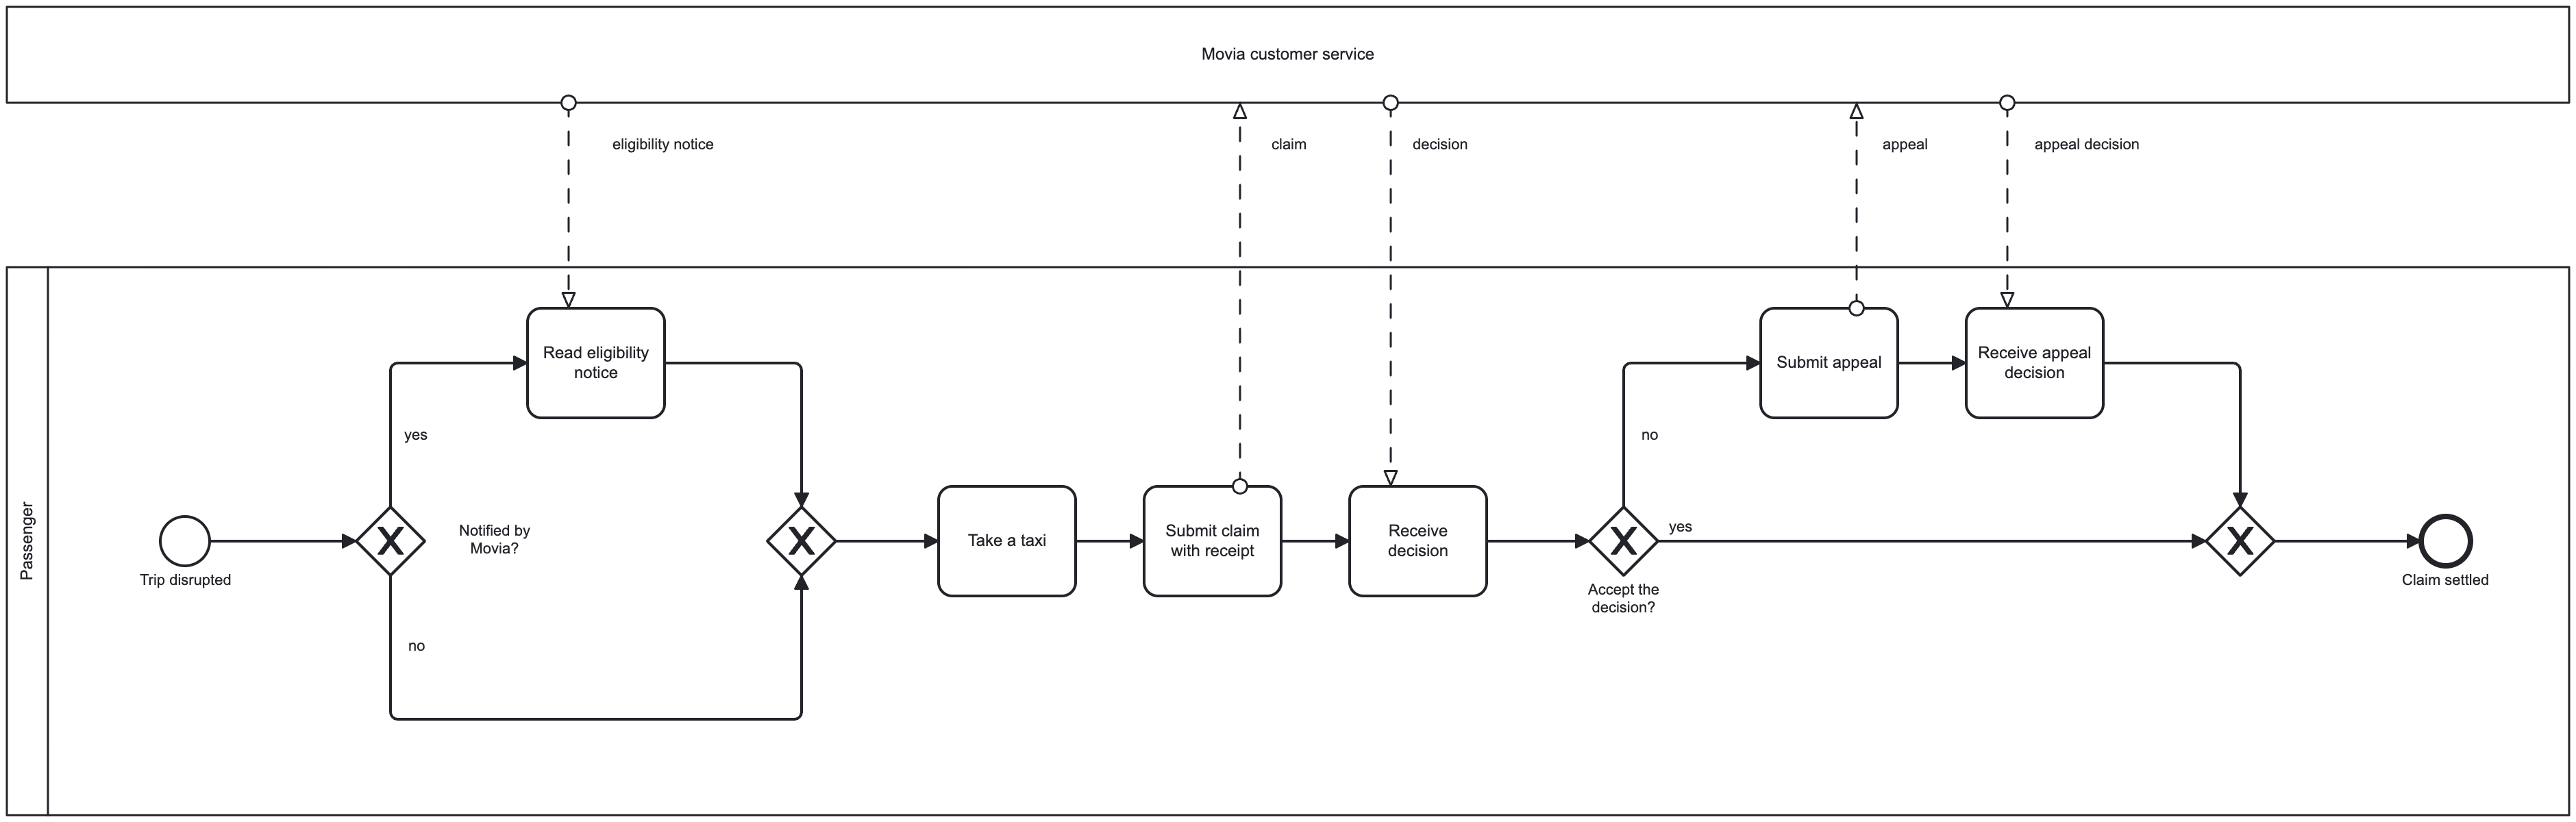 Movia customer service
eligibility notice
claim
decision
appeal
appeal decision
Passenger
Trip disrupted
yes
Notified by
Movia?
no
Read eligibility
notice
Take a taxi
Submit claim
with receipt
Receive
decision
Accept the
decision?
no
yes
Submit appeal
Receive appeal
decision
Claim settled